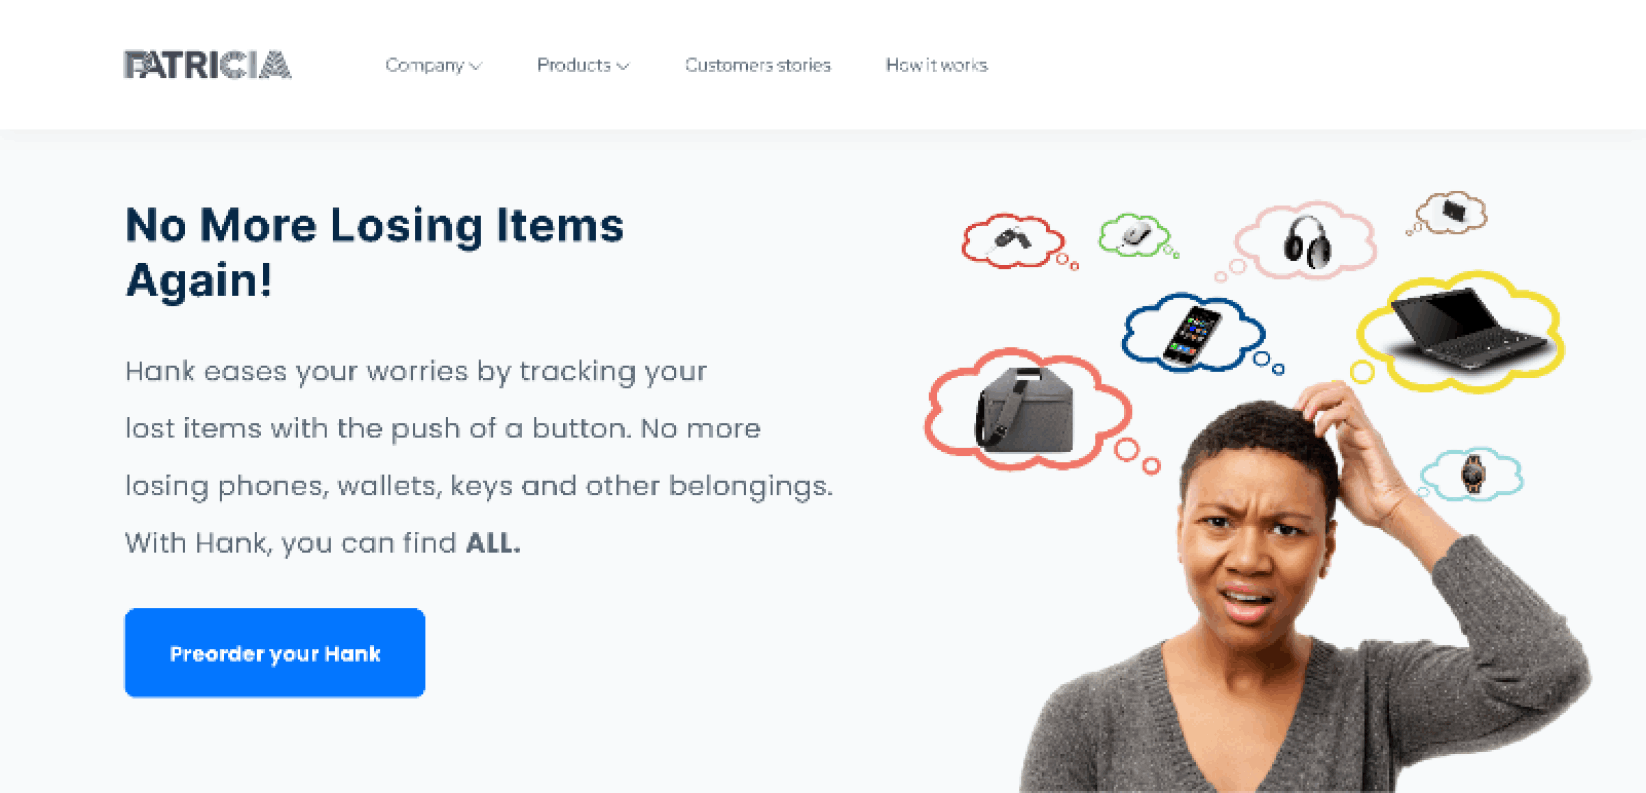 PATRICIA
Company
Products
Customers stories
How it works
No More Losing Items
Again!
Hank eases your worries by tracking your
lost items with the push of a button. No more
losing phones, wallets, keys and other belongings.
With Hank, you can find ALL.
Preorder your Hank